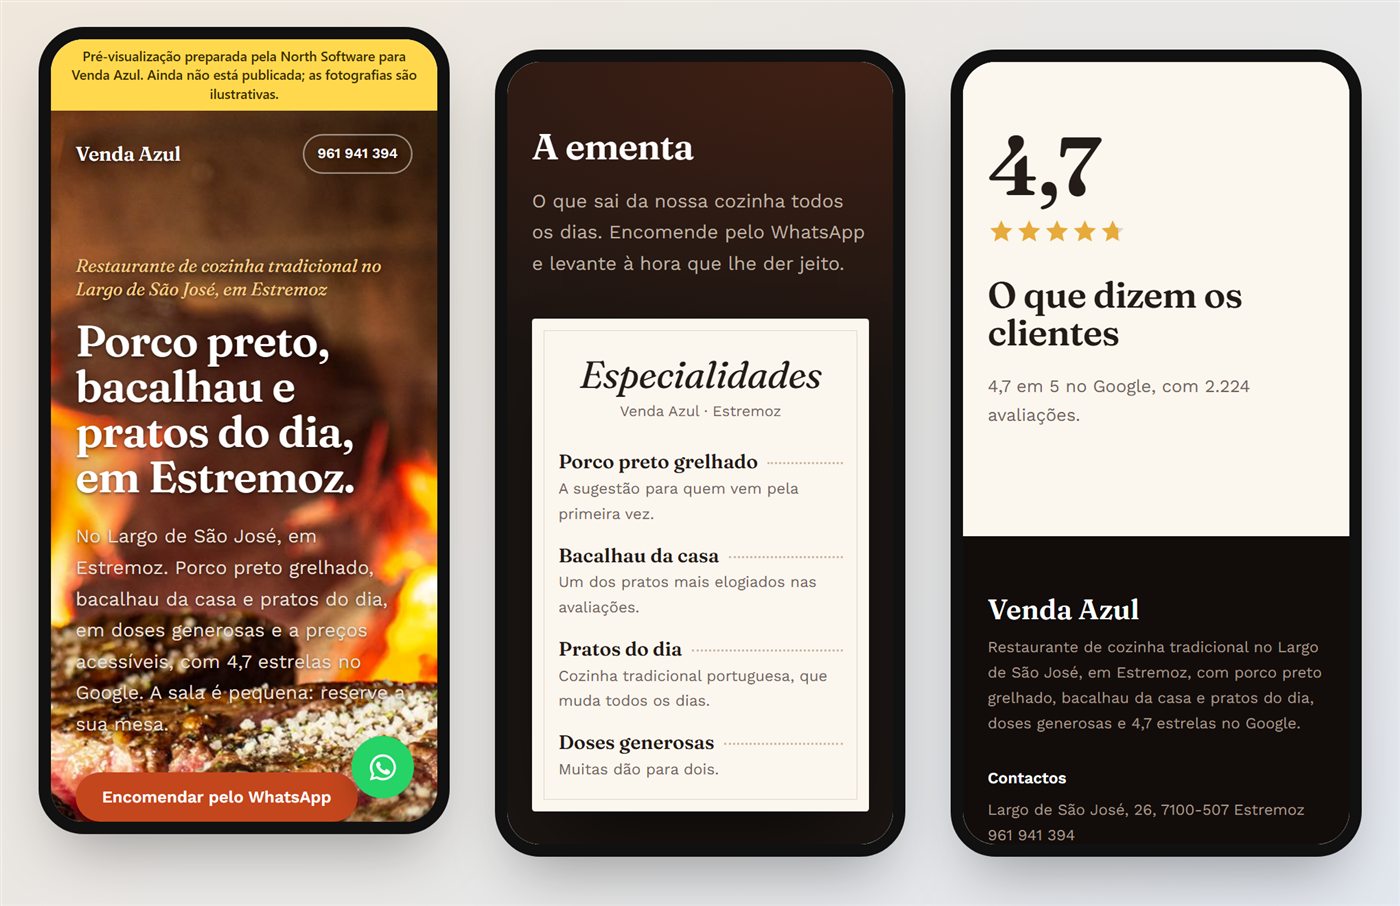 Pré-visualização preparada pela North Software para
Venda Azul. Ainda não está publicada; as fotografias são
ilustrativas.
Venda Azul
961 941 394
Restaurante de cozinha tradicional no
Largo de São José, em Estremoz
Porco preto,
bacalhau e
pratos do dia,
em Estremoz.
No Largo de São José, em
Estremoz. Porco preto grelhado,
bacalhau da casa e pratos do dia,
em doses generosas e a preços
acessíveis, com 4,7 estrelas no
Google. A sala é pequena: reserve a
sua mesa.
Encomendar pelo WhatsApp
A ementa
O que sai da nossa cozinha todos
os dias. Encomende pelo WhatsApp
e levante à hora que lhe der jeito.
Especialidades
Venda Azul · Estremoz
Porco preto grelhado
A sugestão para quem vem pela
primeira vez.
Bacalhau da casa
Um dos pratos mais elogiados nas
avaliações.
Pratos do dia
Cozinha tradicional portuguesa, que
muda todos os dias.
Doses generosas
Muitas dão para dois.
4,7
O que dizem os
clientes
4,7 em 5 no Google, com 2.224
avaliações.
Venda Azul
Restaurante de cozinha tradicional no Largo
de São José, em Estremoz, com porco preto
grelhado, bacalhau da casa e pratos do dia,
doses generosas e 4,7 estrelas no Google.
Contactos
Largo de São José, 26, 7100-507 Estremoz
961 941 394